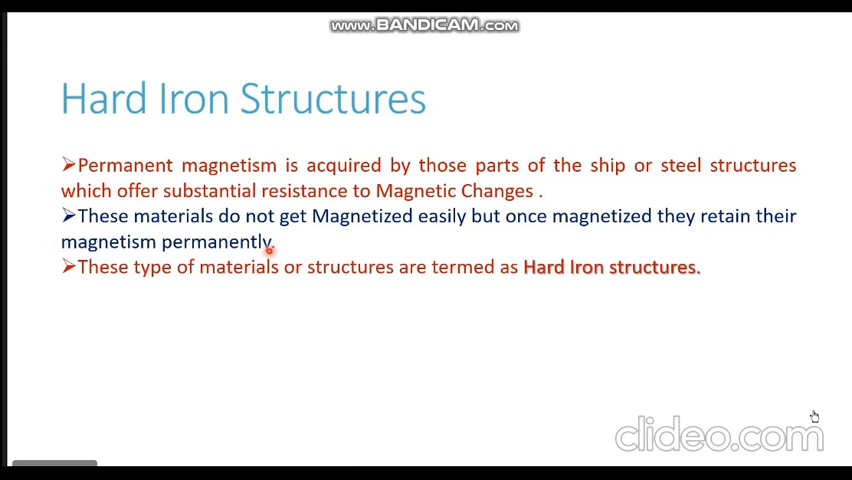 www.BANDICAM.com
Hard Iron Structures
➢Permanent magnetism is acquired by those parts of the ship or steel structures
which offer substantial resistance to Magnetic Changes .
➢These materials do not get Magnetized easily but once magnetized they retain their
magnetism permanently.
➢These type of materials or structures are termed as Hard Iron structures.
clideo.com